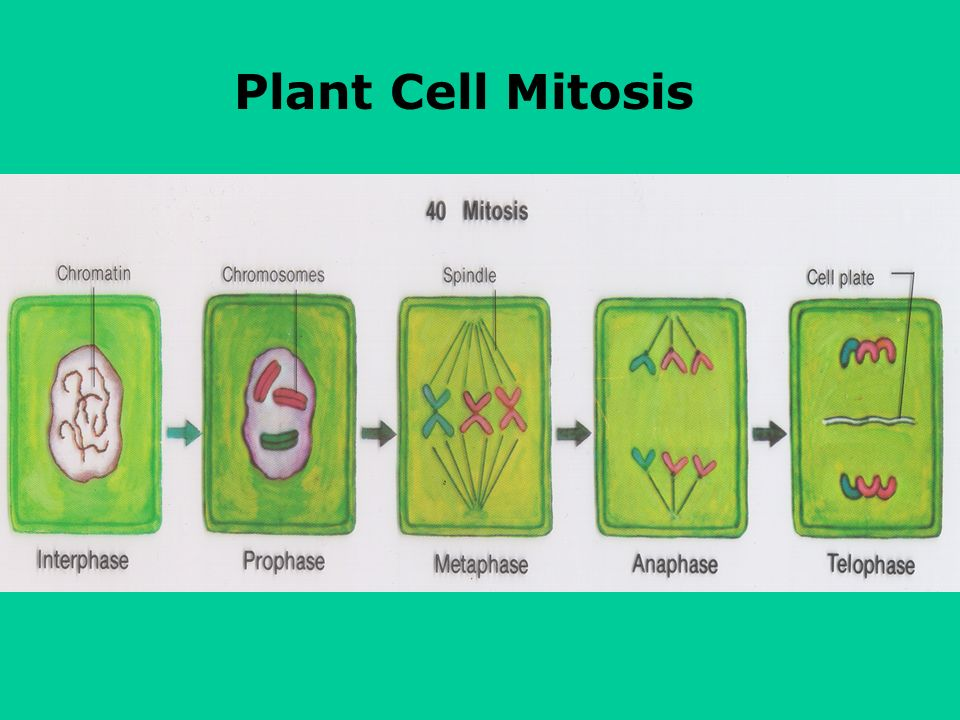 Plant Cell Mitosis
40 Mitosis
Chromatin
Chromosomes
Spindle
Cell plate
Interphase
Prophase
Metaphase
Anaphase
Telophase